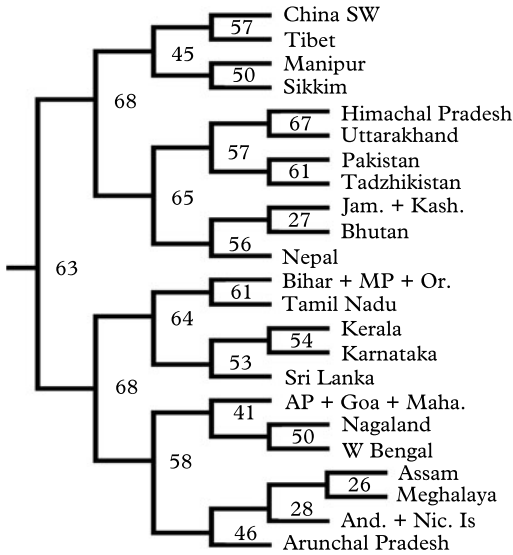 China SW
57
Tibet
45
Manipur
50
Sikkim
68
Himachal Pradesh
67
Uttarakhand
57
Pakistan
61
Tadzhikistan
65
Jam. + Kash.
27
Bhutan
56
Nepal
63
Bihar + MP + Or.
61
Tamil Nadu
64
Kerala
54
Karnataka
53
Sri Lanka
68
AP + Goa + Maha.
41
Nagaland
50
W Bengal
58
Assam
26
Meghalaya
28
And. + Nic. Is
46
Arunchal Pradesh